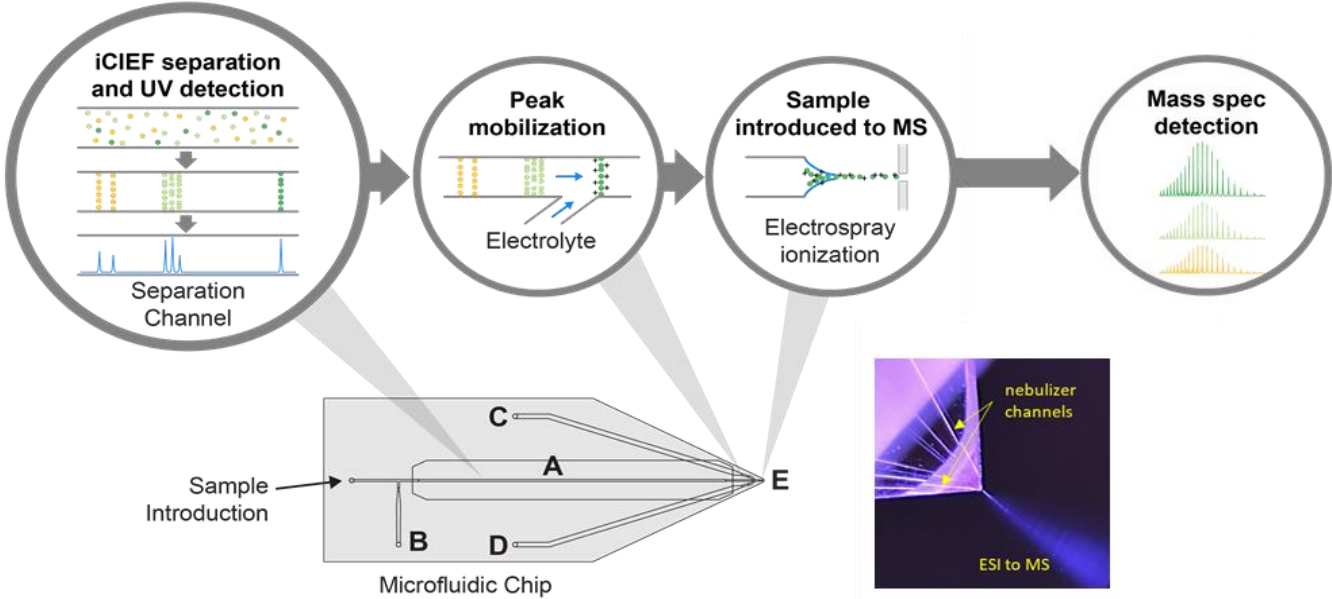 iCIEF separation
and UV detection
Separation
Channel
Peak
mobilization
Electrolyte
Sample
introduced to MS
Electrospray
ionization
Mass spec
detection
Sample
Introduction
A
B
C
D
E
Microfluidic Chip
nebulizer
channels
ESI to MS